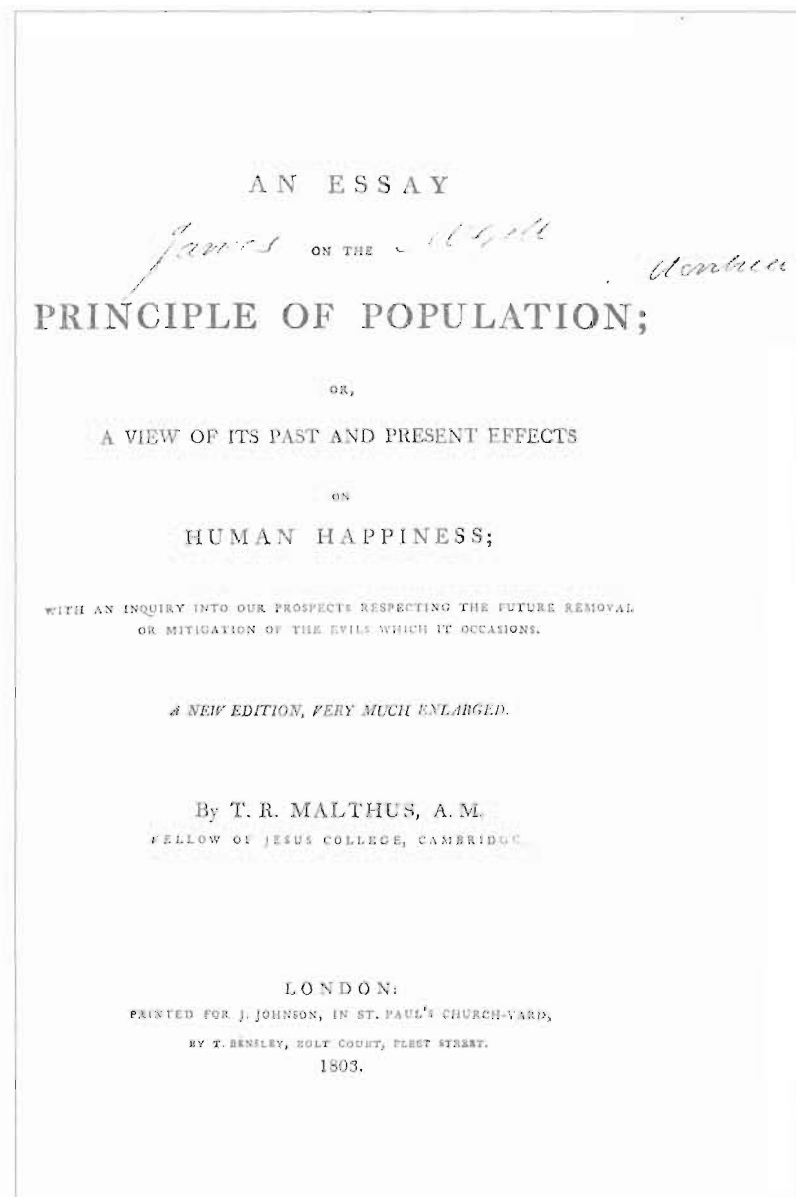 AN ESSAY
James
ON THE
PRINCIPLE OF POPULATION;
OR,
A VIEW OF ITS PAST AND PRESENT EFFECTS
ON
HUMAN HAPPINESS;
WITH AN INQUIRY INTO OUR PROSPECTS RESPECTING THE FUTURE REMOVAL
OR MITIGATION OF THE EVILS WHICH IT OCCASIONS.
A NEW EDITION, VERY MUCH ENLARGED.
By T. R. MALTHUS, A. M.
FELLOW OF JESUS COLLEGE, CAMBRIDGE.
LONDON:
PRINTED FOR J. JOHNSON, IN ST. PAUL'S CHURCH-YARD,
BY T. BENSLEY, BOLT COURT, FLEET STREET.
1803.